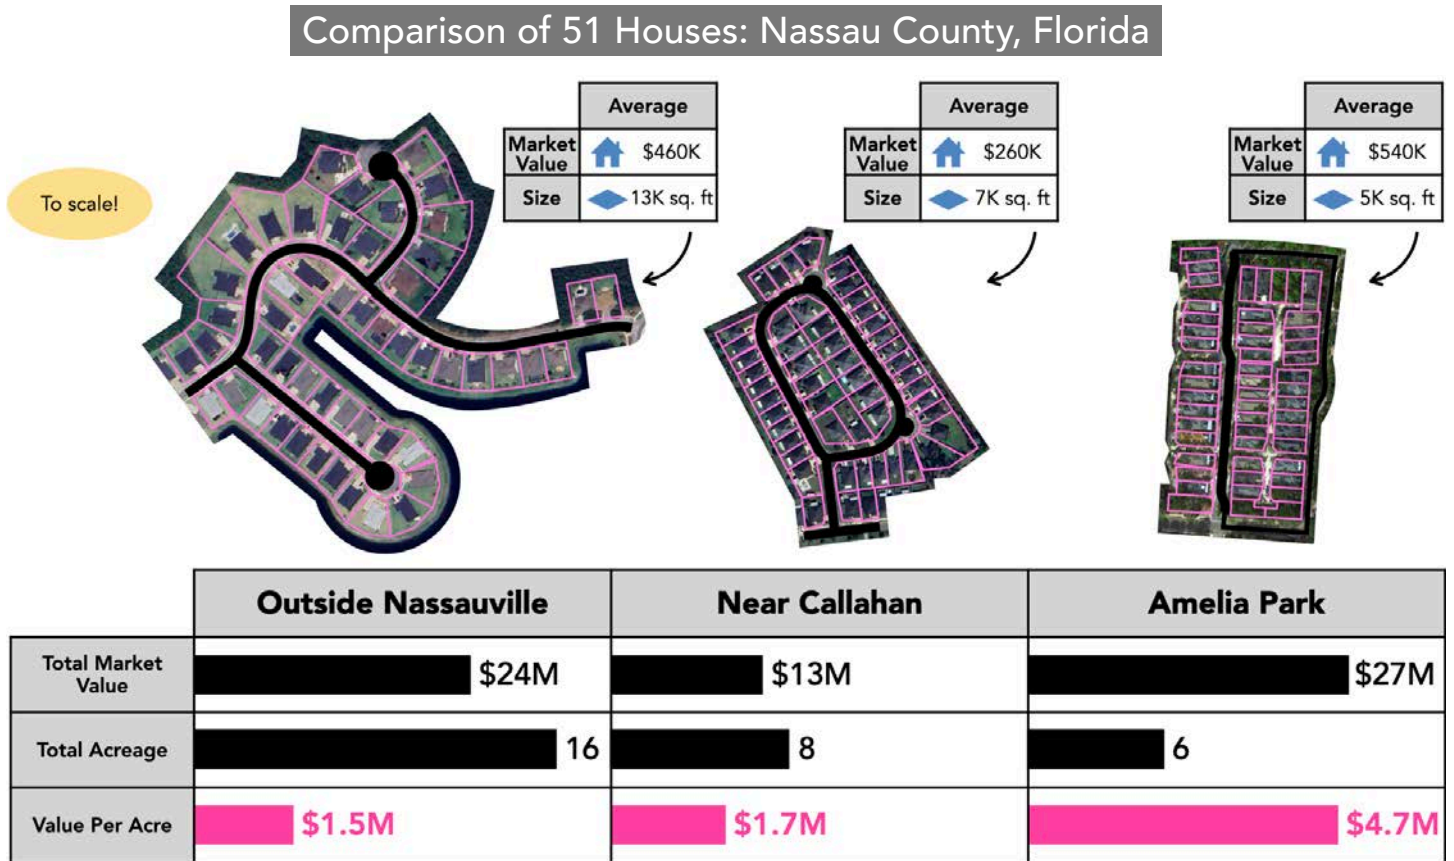 Comparison of 51 Houses: Nassau County, Florida
To scale!
Average
Market
Value
$460K
Size
13K sq. ft
Average
Market
Value
$260K
Size
7K sq. ft
Average
Market
Value
$540K
Size
5K sq. ft
Outside Nassauville
Near Callahan
Amelia Park
Total Market
Value
$24M
$13M
$27M
Total Acreage
16
8
6
Value Per Acre
$1.5M
$1.7M
$4.7M